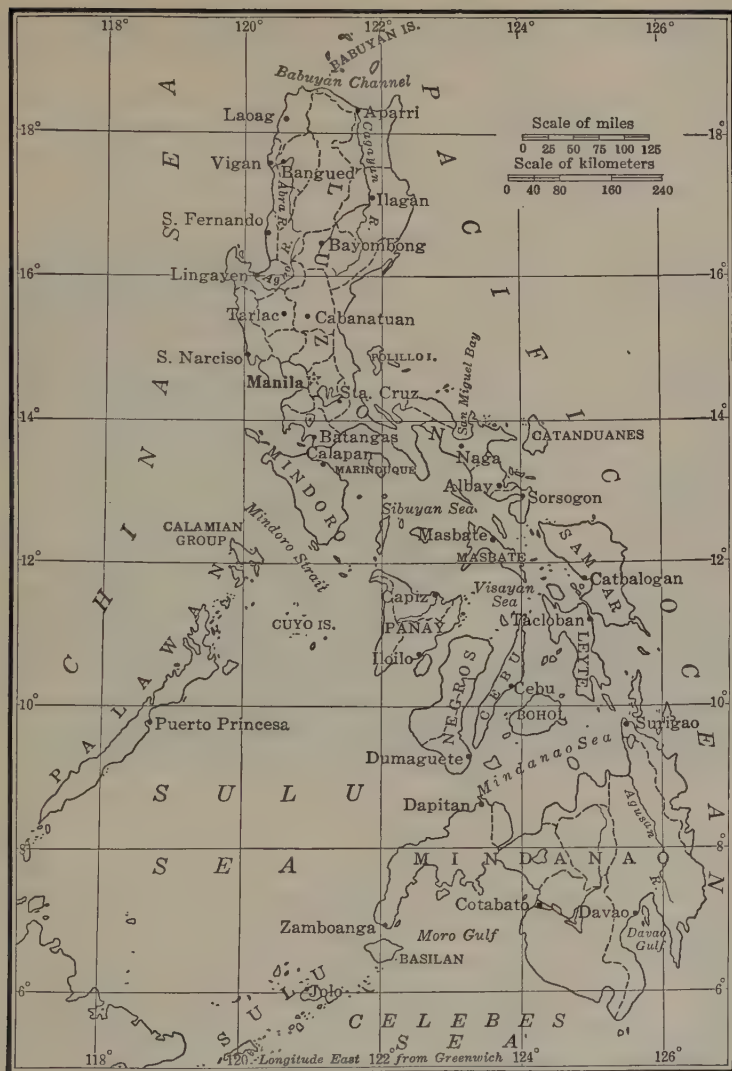 118° 120° 122° 124° 126°
BABUYAN IS.
Babuyan Channel
CHINA SEA
PACIFIC OCEAN
Laoag
Aparri
Scale of miles
0 25 50 75 100 125
Scale of kilometers
0 40 80 160 240
18° 18°
Cagayan R.
Vigan
Bangued
Abra R.
Ilagan
LUZON
S. Fernando
Bayombong
16° 16°
Lingayen
Agno R.
Tarlac
Cabanatuan
S. Narciso
POLILLO I.
San Miguel Bay
Manila
Sta. Cruz
14° 14°
Batangas
CATANDUANES
Calapan
Naga
MARINDUQUE
MINDORO
Albay
Sorsogon
Sibuyan Sea
Mindoro Strait
CALAMIAN
GROUP
Masbate
MASBATE
SAMAR
12° 12°
Catbalogan
Capiz
Visayan
Sea
CUYO IS.
PANAY
Tacloban
Iloilo
LEYTE
NEGROS
CEBU
Cebu
BOHOL
10° 10°
PALAWAN
Puerto Princesa
Surigao
Dumaguete
Mindanao Sea
SULU
SEA
Dapitan
Agusan R.
8° 8°
MINDANAO
Cotabato
Davao
Zamboanga
Moro Gulf
Davao
Gulf
BASILAN
6° 6°
SULU
Jolo
CELEBES
SEA
118° 120° 122° 124° 126°
Longitude East from Greenwich